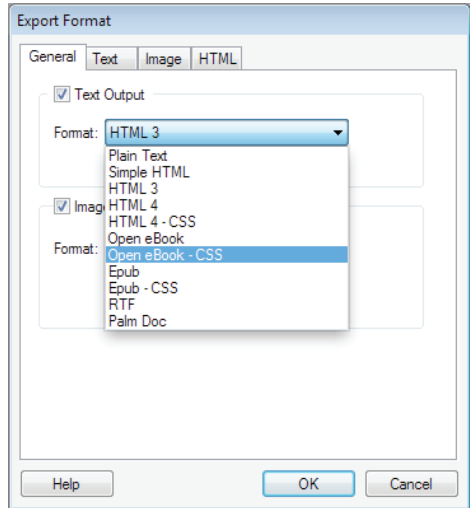 Export Format
General Text Image HTML
Text Output
Format: HTML 3
Plain Text
Simple HTML
HTML 3
Imag HTML 4
HTML 4 - CSS
Open eBook
Format: Open eBook - CSS
Epub
Epub - CSS
RTF
Palm Doc
Help OK Cancel